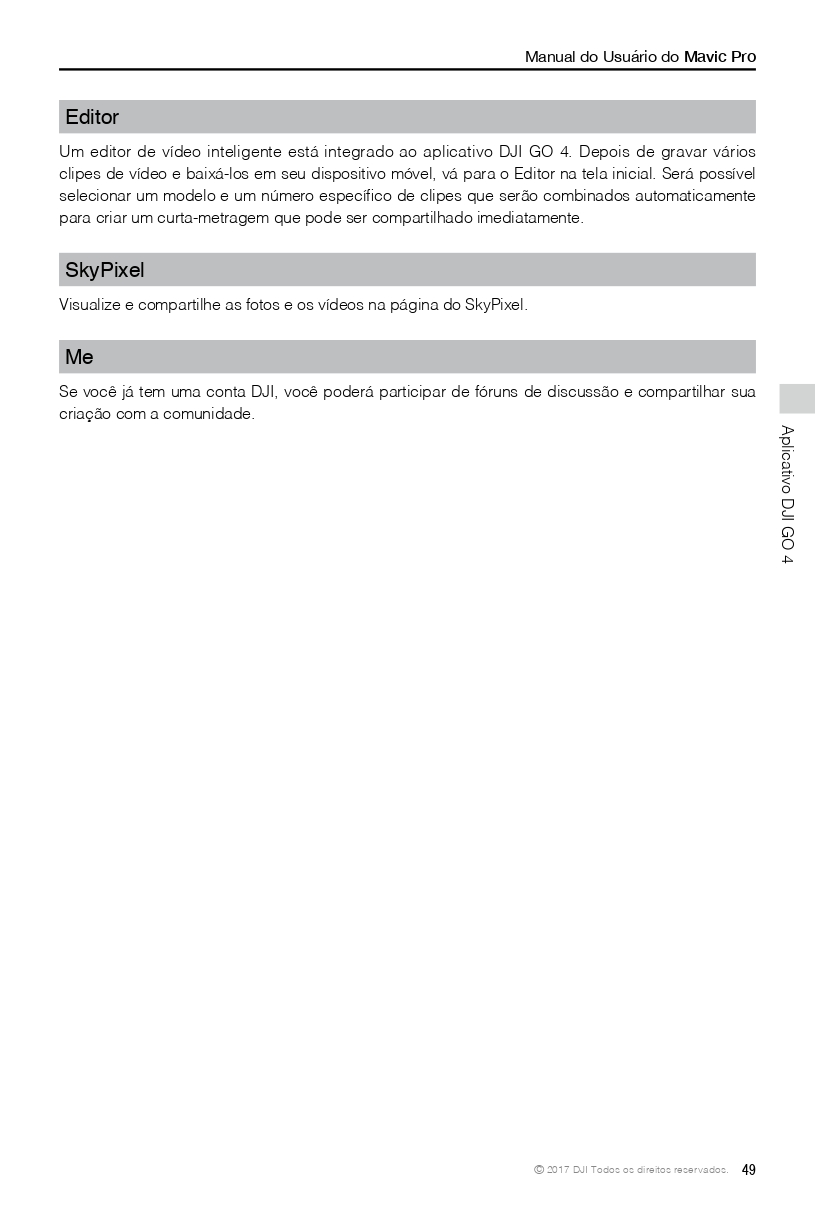 Manual do Usuário do Mavic Pro
Editor
Um editor de vídeo inteligente está integrado ao aplicativo DJI GO 4. Depois de gravar vários
clipes de vídeo e baixá-los em seu dispositivo móvel, vá para o Editor na tela inicial. Será possível
selecionar um modelo e um número específico de clipes que serão combinados automaticamente
para criar um curta-metragem que pode ser compartilhado imediatamente.
SkyPixel
Visualize e compartilhe as fotos e os vídeos na página do SkyPixel.
Me
Se você já tem uma conta DJI, você poderá participar de fóruns de discussão e compartilhar sua
criação com a comunidade.
Aplicativo DJI GO 4
© 2017 DJI Todos os direitos reservados. 49